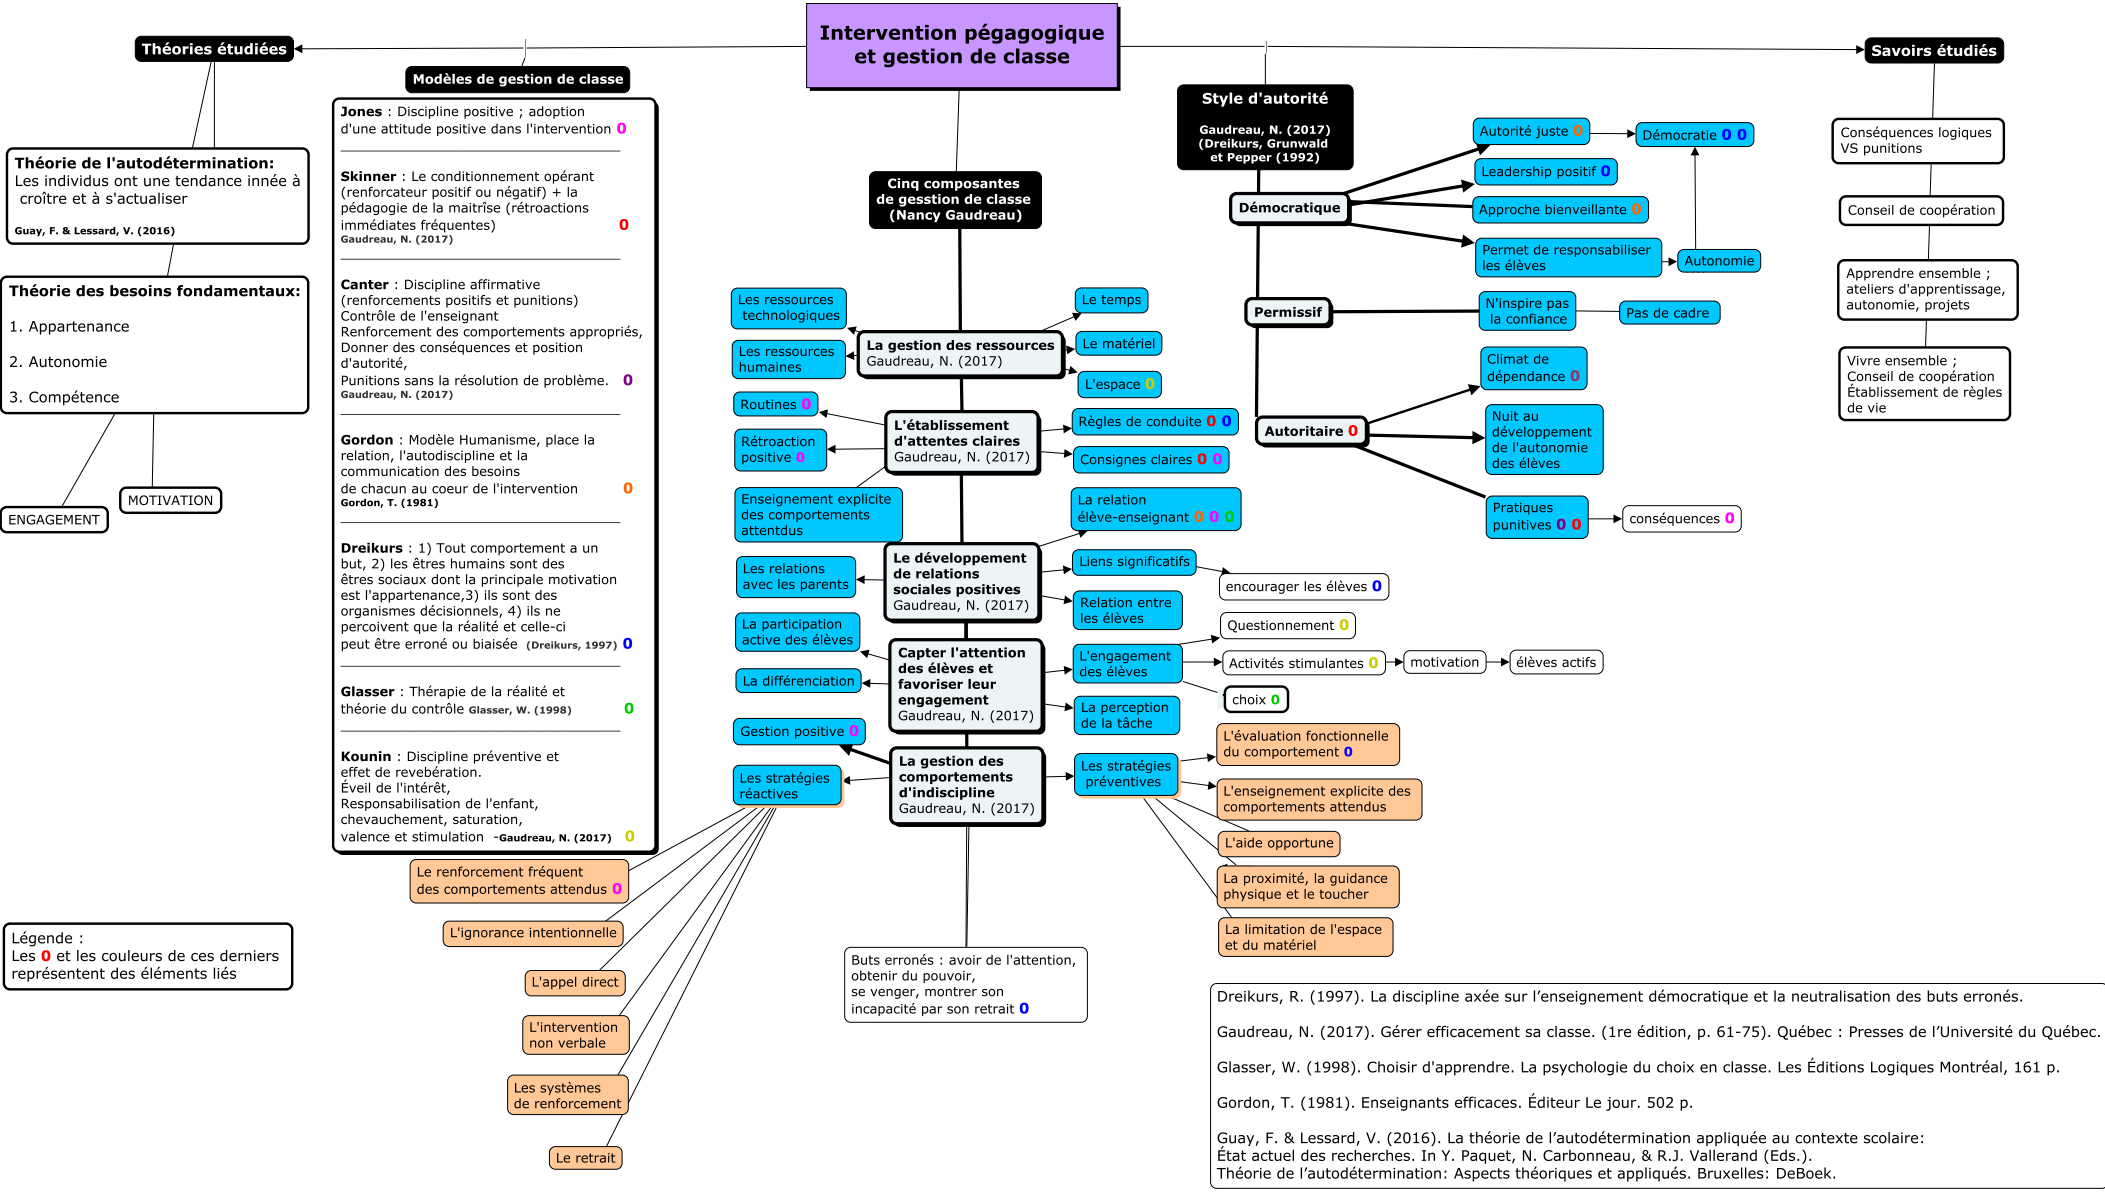 Intervention pégagogique
et gestion de classe
Théories étudiées
Théorie de l'autodétermination:
Les individus ont une tendance innée à
croître et à s'actualiser
Guay, F. & Lessard, V. (2016)
Théorie des besoins fondamentaux:
1. Appartenance
2. Autonomie
3. Compétence
ENGAGEMENT
MOTIVATION
Modèles de gestion de classe
Jones : Discipline positive ; adoption
d'une attitude positive dans l'intervention 0
Skinner : Le conditionnement opérant
(renforcateur positif ou négatif) + la
pédagogie de la maitrîse (rétroactions
immédiates fréquentes) 0
Gaudreau, N. (2017)
Canter : Discipline affirmative
(renforcements positifs et punitions)
Contrôle de l'enseignant
Renforcement des comportements appropriés,
Donner des conséquences et position
d'autorité,
Punitions sans la résolution de problème. 0
Gaudreau, N. (2017)
Gordon : Modèle Humanisme, place la
relation, l'autodiscipline et la
communication des besoins
de chacun au coeur de l'intervention 0
Gordon, T. (1981)
Dreikurs : 1) Tout comportement a un
but, 2) les êtres humains sont des
êtres sociaux dont la principale motivation
est l'appartenance,3) ils sont des
organismes décisionnels, 4) ils ne
perçoivent que la réalité et celle-ci
peut être erroné ou biaisée (Dreikurs, 1997) 0
Glasser : Thérapie de la réalité et
théorie du contrôle Glasser, W. (1998) 0
Kounin : Discipline préventive et
effet de revebération.
Éveil de l'intérêt,
Responsabilisation de l'enfant,
chevauchement, saturation,
valence et stimulation -Gaudreau, N. (2017) 0
Cinq composantes
de gesstion de classe
(Nancy Gaudreau)
La gestion des ressources
Gaudreau, N. (2017)
Les ressources
technologiques
Les ressources
humaines
Le temps
Le matériel
L'espace 0
L'établissement
d'attentes claires
Gaudreau, N. (2017)
Routines 0
Rétroaction
positive 0
Enseignement explicite
des comportements
attentdus
Règles de conduite 0 0
Consignes claires 0 0
Le développement
de relations
sociales positives
Gaudreau, N. (2017)
Les relations
avec les parents
La relation
élève-enseignant 0 0 0
Liens significatifs
encourager les élèves 0
Relation entre
les élèves
Capter l'attention
des élèves et
favoriser leur
engagement
Gaudreau, N. (2017)
La participation
active des élèves
La différenciation
L'engagement
des élèves
Questionnement 0
Activités stimulantes 0
motivation
élèves actifs
choix 0
La perception
de la tâche
La gestion des
comportements
d'indiscipline
Gaudreau, N. (2017)
Gestion positive 0
Les stratégies
réactives
Les stratégies
préventives
L'évaluation fonctionnelle
du comportement 0
L'enseignement explicite des
comportements attendus
L'aide opportune
La proximité, la guidance
physique et le toucher
La limitation de l'espace
et du matériel
Le renforcement fréquent
des comportements attendus 0
L'ignorance intentionnelle
L'appel direct
L'intervention
non verbale
Les systèmes
de renforcement
Le retrait
Buts erronés : avoir de l'attention,
obtenir du pouvoir,
se venger, montrer son
incapacité par son retrait 0
Style d'autorité
Gaudreau, N. (2017)
(Dreikurs, Grunwald
et Pepper (1992)
Démocratique
Autorité juste 0
Démocratie 0 0
Leadership positif 0
Approche bienveillante 0
Permet de responsabiliser
les élèves
Autonomie
Permissif
N'inspire pas
la confiance
Pas de cadre
Autoritaire 0
Climat de
dépendance 0
Nuit au
développement
de l'autonomie
des élèves
Pratiques
punitives 0 0
conséquences 0
Savoirs étudiés
Conséquences logiques
VS punitions
Conseil de coopération
Apprendre ensemble ;
ateliers d'apprentissage,
autonomie, projets
Vivre ensemble ;
Conseil de coopération
Établissement de règles
de vie
Légende :
Les 0 et les couleurs de ces derniers
représentent des éléments liés
Dreikurs, R. (1997). La discipline axée sur l’enseignement démocratique et la neutralisation des buts erronés.
Gaudreau, N. (2017). Gérer efficacement sa classe. (1re édition, p. 61-75). Québec : Presses de l’Université du Québec.
Glasser, W. (1998). Choisir d'apprendre. La psychologie du choix en classe. Les Éditions Logiques Montréal, 161 p.
Gordon, T. (1981). Enseignants efficaces. Éditeur Le jour. 502 p.
Guay, F. & Lessard, V. (2016). La théorie de l’autodétermination appliquée au contexte scolaire:
État actuel des recherches. In Y. Paquet, N. Carbonneau, & R.J. Vallerand (Eds.).
Théorie de l’autodétermination: Aspects théoriques et appliqués. Bruxelles: DeBoek.